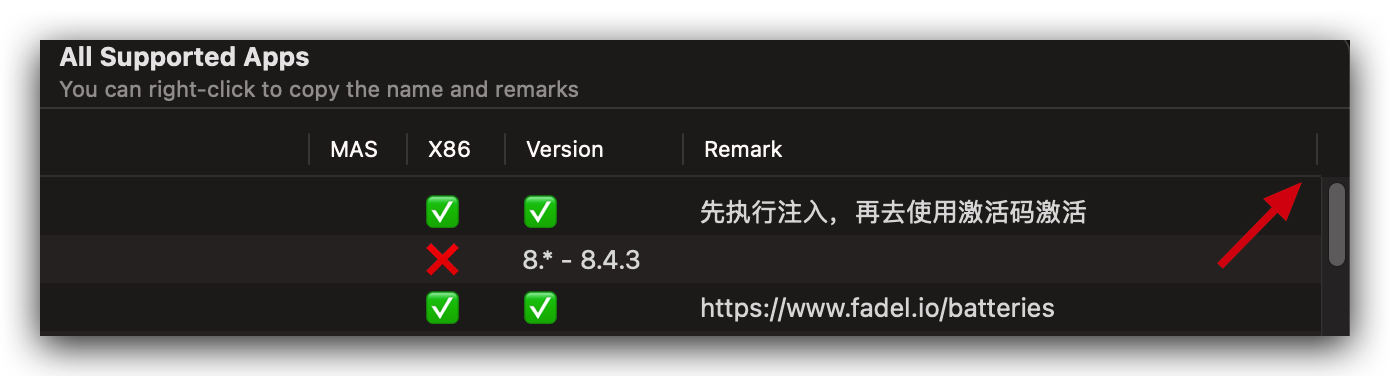 All Supported Apps
You can right-click to copy the name and remarks
MAS X86 Version Remark
✅ ✅ 先执行注入，再去使用激活码激活
❌ 8.* - 8.4.3
✅ ✅ https://www.fadel.io/batteries